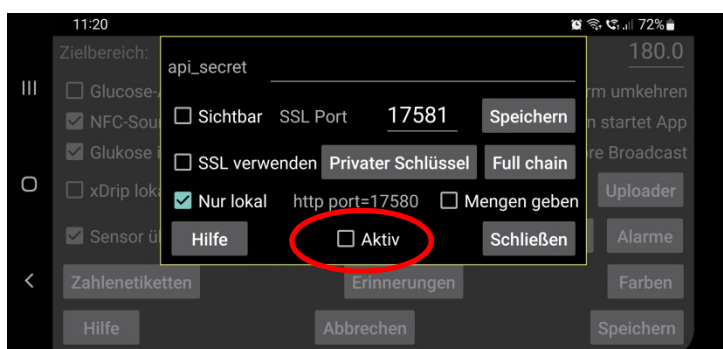 11:20 72%
Zielbereich: 180.0
api_secret
Glucose- rm umkehren
Sichtbar SSL Port 17581 Speichern
NFC-Sou n startet App
Glukose i re Broadcast
SSL verwenden Privater Schlüssel Full chain
xDrip loka Uploader
Nur lokal http port=17580 Mengen geben
Sensor ü Alarme
Hilfe Aktiv Schließen
Zahlenetiketten Erinnerungen Farben
Hilfe Abbrechen Speichern